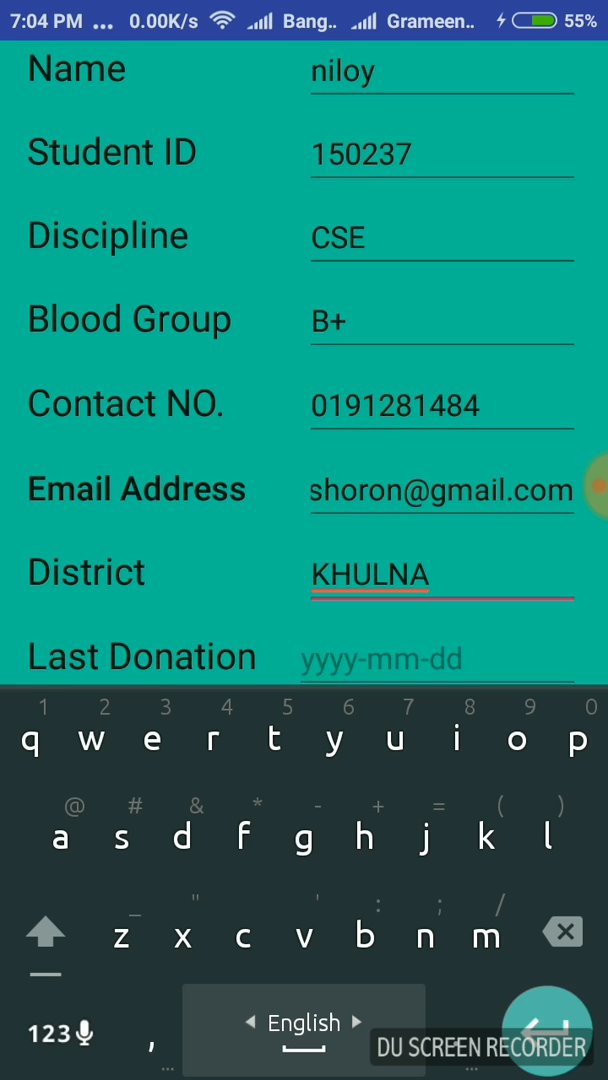 7:04 PM ... 0.00K/s Bang.. Grameen.. 55%
Name niloy
Student ID 150237
Discipline CSE
Blood Group B+
Contact NO. 0191281484
Email Address shoron@gmail.com
District KHULNA
Last Donation yyyy-mm-dd
1 2 3 4 5 6 7 8 9 0
q w e r t y u i o p
@ # & * - + = ( )
a s d f g h j k l
_ " ' : ; /
z x c v b n m
123 , English
DU SCREEN RECORDER